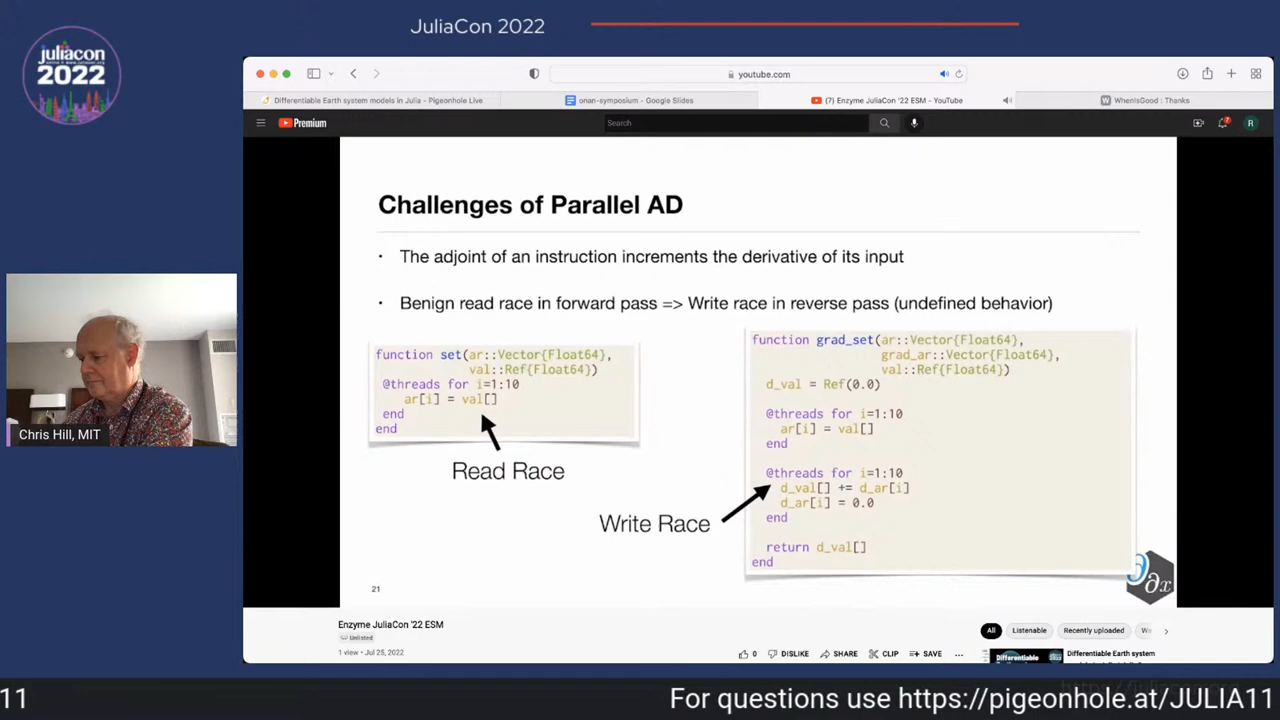 JuliaCon 2022
juliacon
2022
youtube.com
Differentiable Earth system models in Julia - Pigeonhole Live
onan-symposium - Google Slides
(7) Enzyme JuliaCon '22 ESM - YouTube
W
WhenIsGood : Thanks
Premium
Search
7
R
Challenges of Parallel AD
• The adjoint of an instruction increments the derivative of its input
• Benign read race in forward pass => Write race in reverse pass (undefined behavior)
function set(ar::Vector{Float64},
val::Ref{Float64})
@threads for i=1:10
ar[i] = val[]
end
end
Read Race
function grad_set(ar::Vector{Float64},
grad_ar::Vector{Float64},
val::Ref{Float64})
d_val = Ref(0.0)
@threads for i=1:10
ar[i] = val[]
end
@threads for i=1:10
d_val[] += d_ar[i]
d_ar[i] = 0.0
end
return d_val[]
end
Write Race
21
∂
∂x
Chris Hill, MIT
Enzyme JuliaCon '22 ESM
Unlisted
1 view • Jul 25, 2022
0
DISLIKE
SHARE
CLIP
SAVE
...
All
Listenable
Recently uploaded
Differentiable Earth system
11
For questions use https://pigeonhole.at/JULIA11